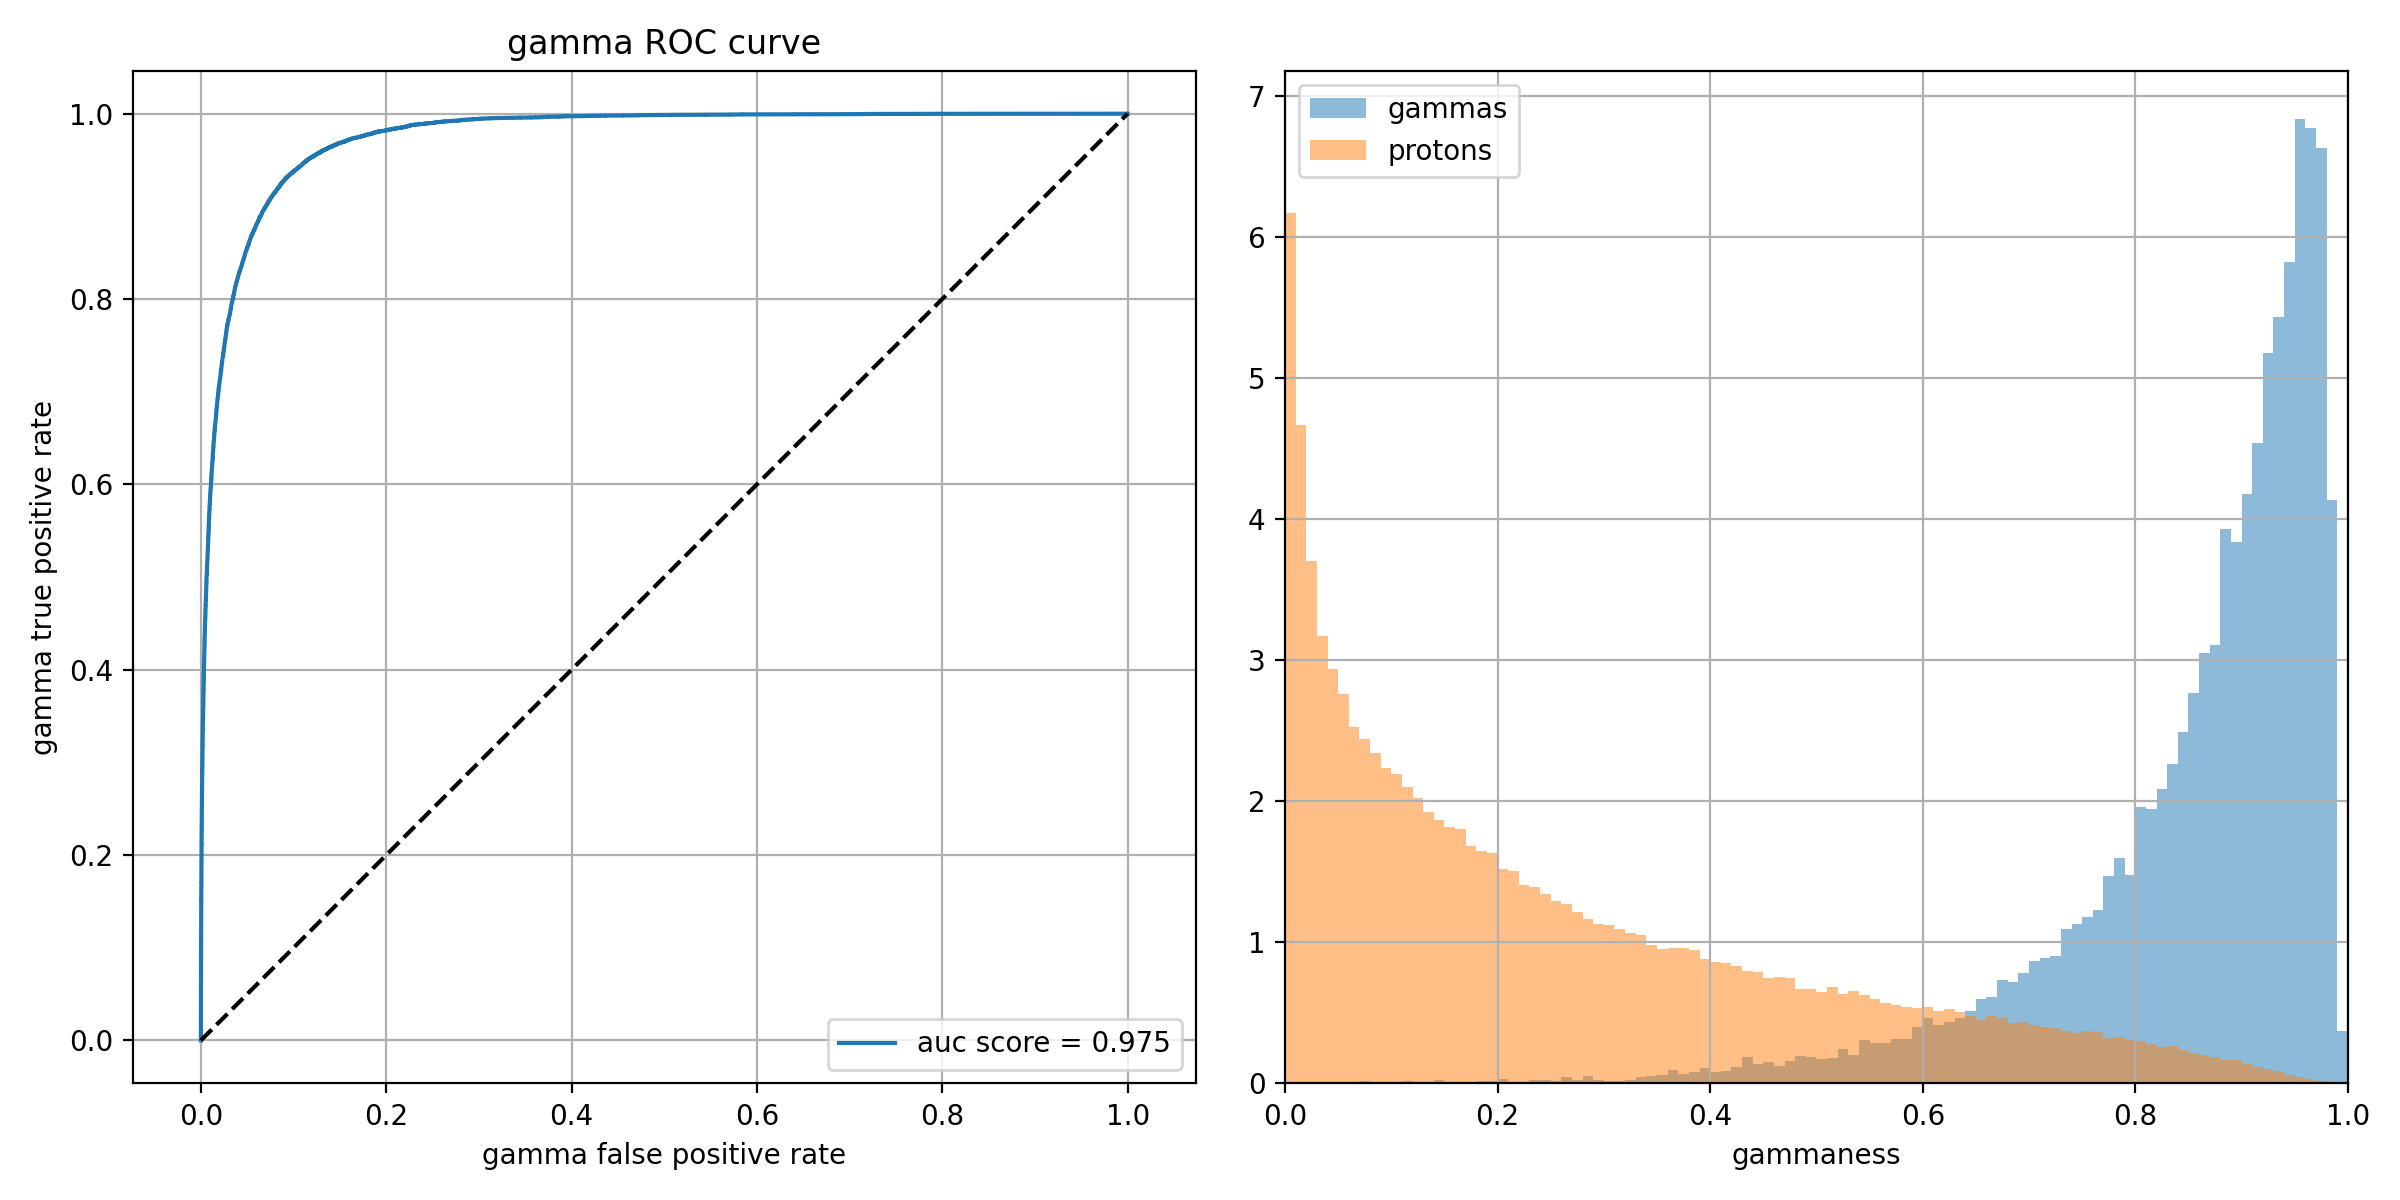 gamma ROC curve
gamma true positive rate
1.0
0.8
0.6
0.4
0.2
0.0
auc score = 0.975
0.0 0.2 0.4 0.6 0.8 1.0
gamma false positive rate
gammas
protons
7
6
5
4
3
2
1
0
0.0 0.2 0.4 0.6 0.8 1.0
gammaness